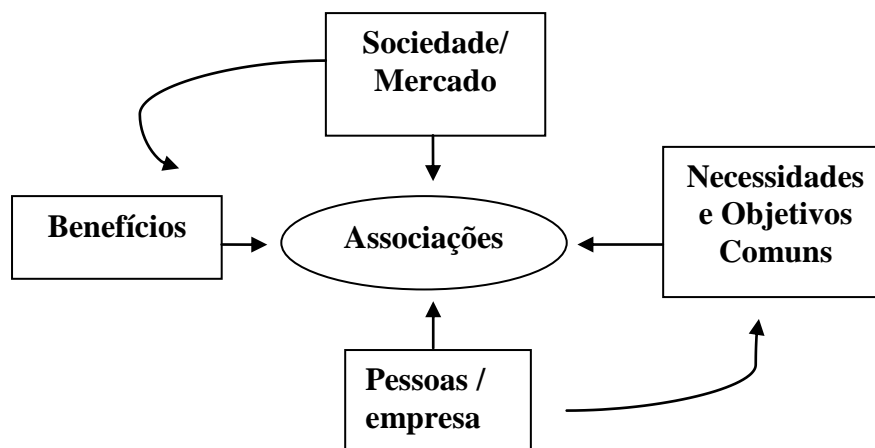 Sociedade/
Mercado
Benefícios
Associações
Necessidades
e Objetivos
Comuns
Pessoas /
empresa